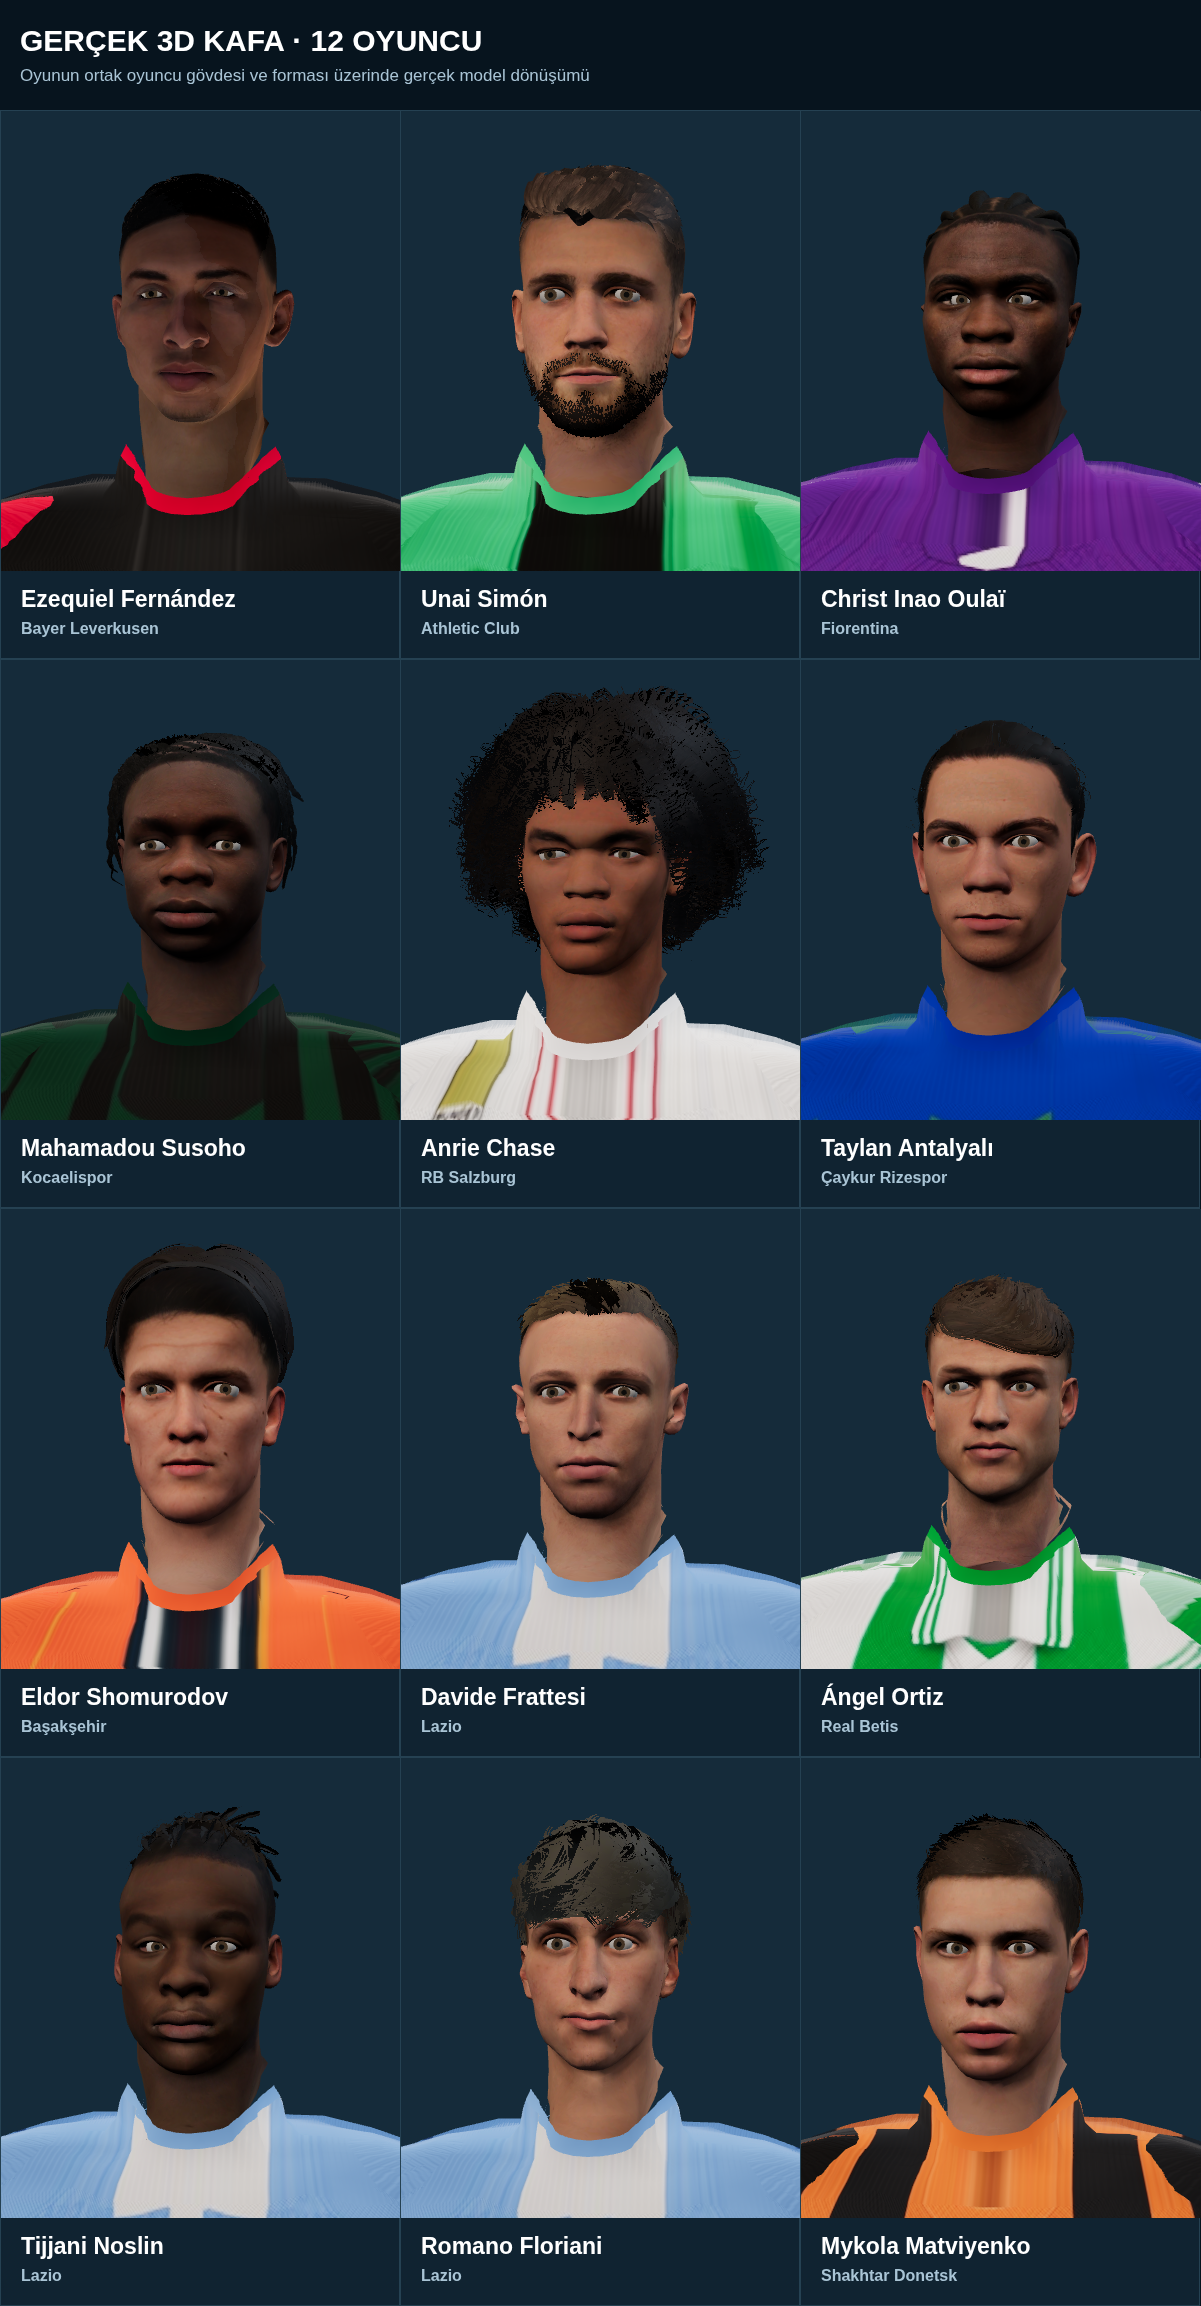 GERÇEK 3D KAFA · 12 OYUNCU
Oyunun ortak oyuncu gövdesi ve forması üzerinde gerçek model dönüşümü
Ezequiel Fernández
Bayer Leverkusen
Unai Simón
Athletic Club
Christ Inao Oulaï
Fiorentina
Mahamadou Susoho
Kocaelispor
Anrie Chase
RB Salzburg
Taylan Antalyalı
Çaykur Rizespor
Eldor Shomurodov
Başakşehir
Davide Frattesi
Lazio
Ángel Ortiz
Real Betis
Tijjani Noslin
Lazio
Romano Floriani
Lazio
Mykola Matviyenko
Shakhtar Donetsk